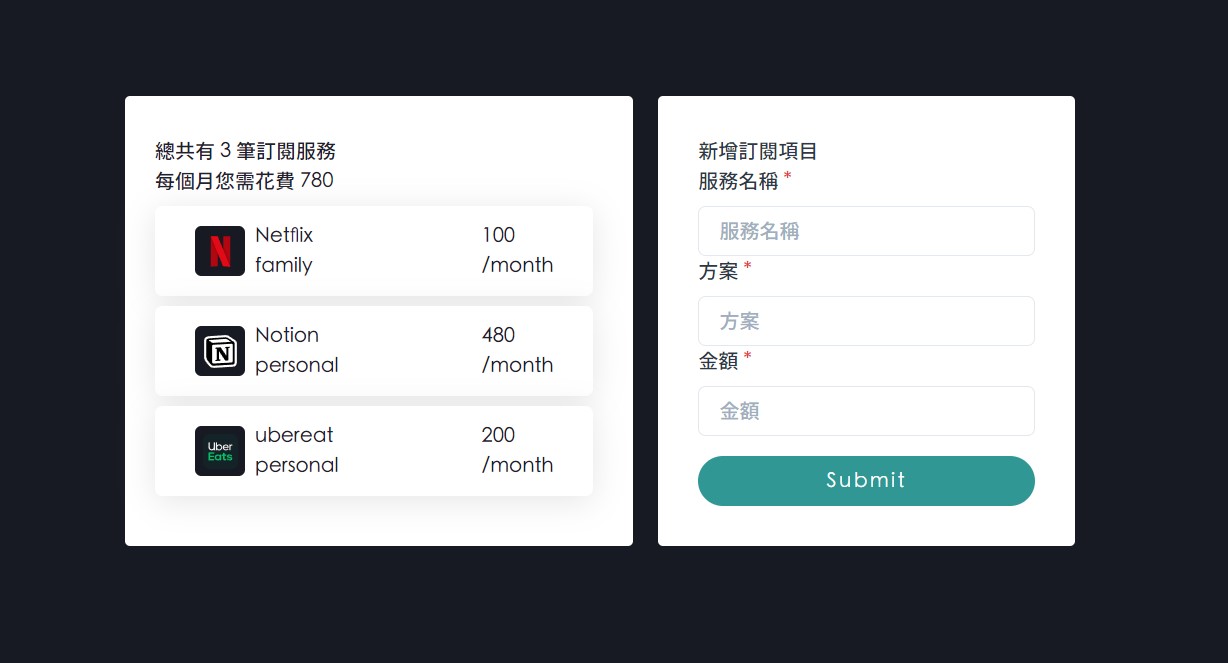 總共有 3 筆訂閱服務
每個月您需花費 780
N
Netflix
family
100
/month
N
Notion
personal
480
/month
Uber
Eats
ubereat
personal
200
/month
新增訂閱項目
服務名稱 *
服務名稱
方案 *
方案
金額 *
金額
Submit